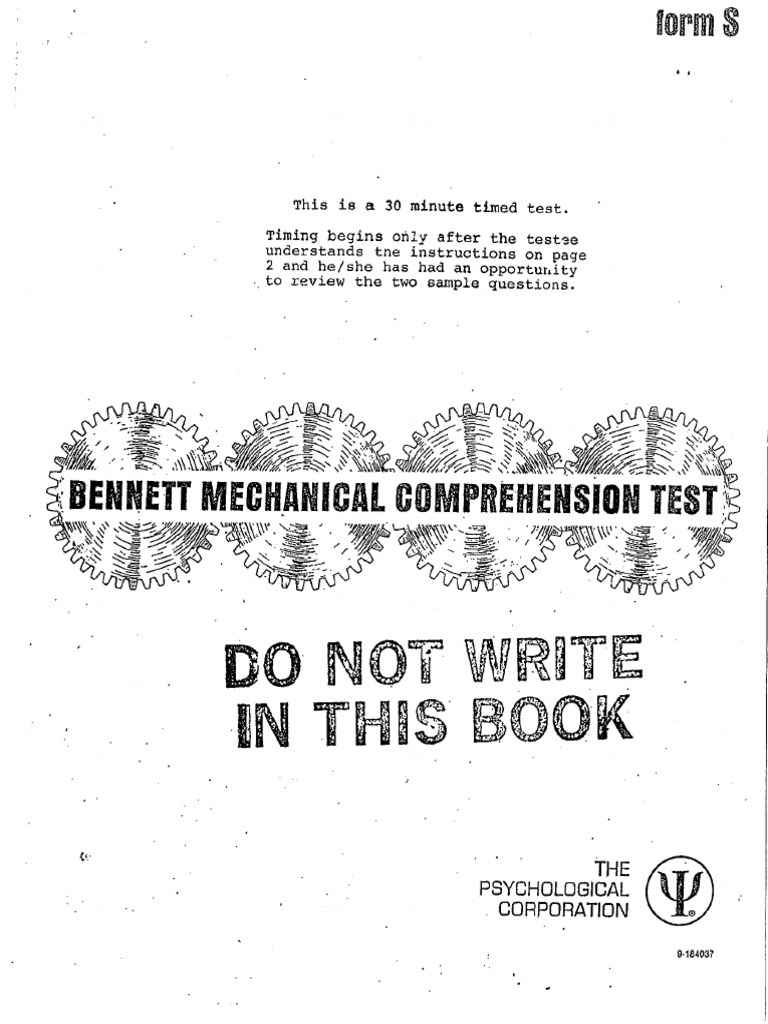 form S
This is a 30 minute timed test.
Timing begins only after the testee
understands tne instructions on page
2 and he/she has had an opportunity
to review the two sample questions.
BENNETT MECHANICAL COMPREHENSION TEST
DO NOT WRITE
IN THIS BOOK
THE
PSYCHOLOGICAL
CORPORATION
Ψ®
9-184037